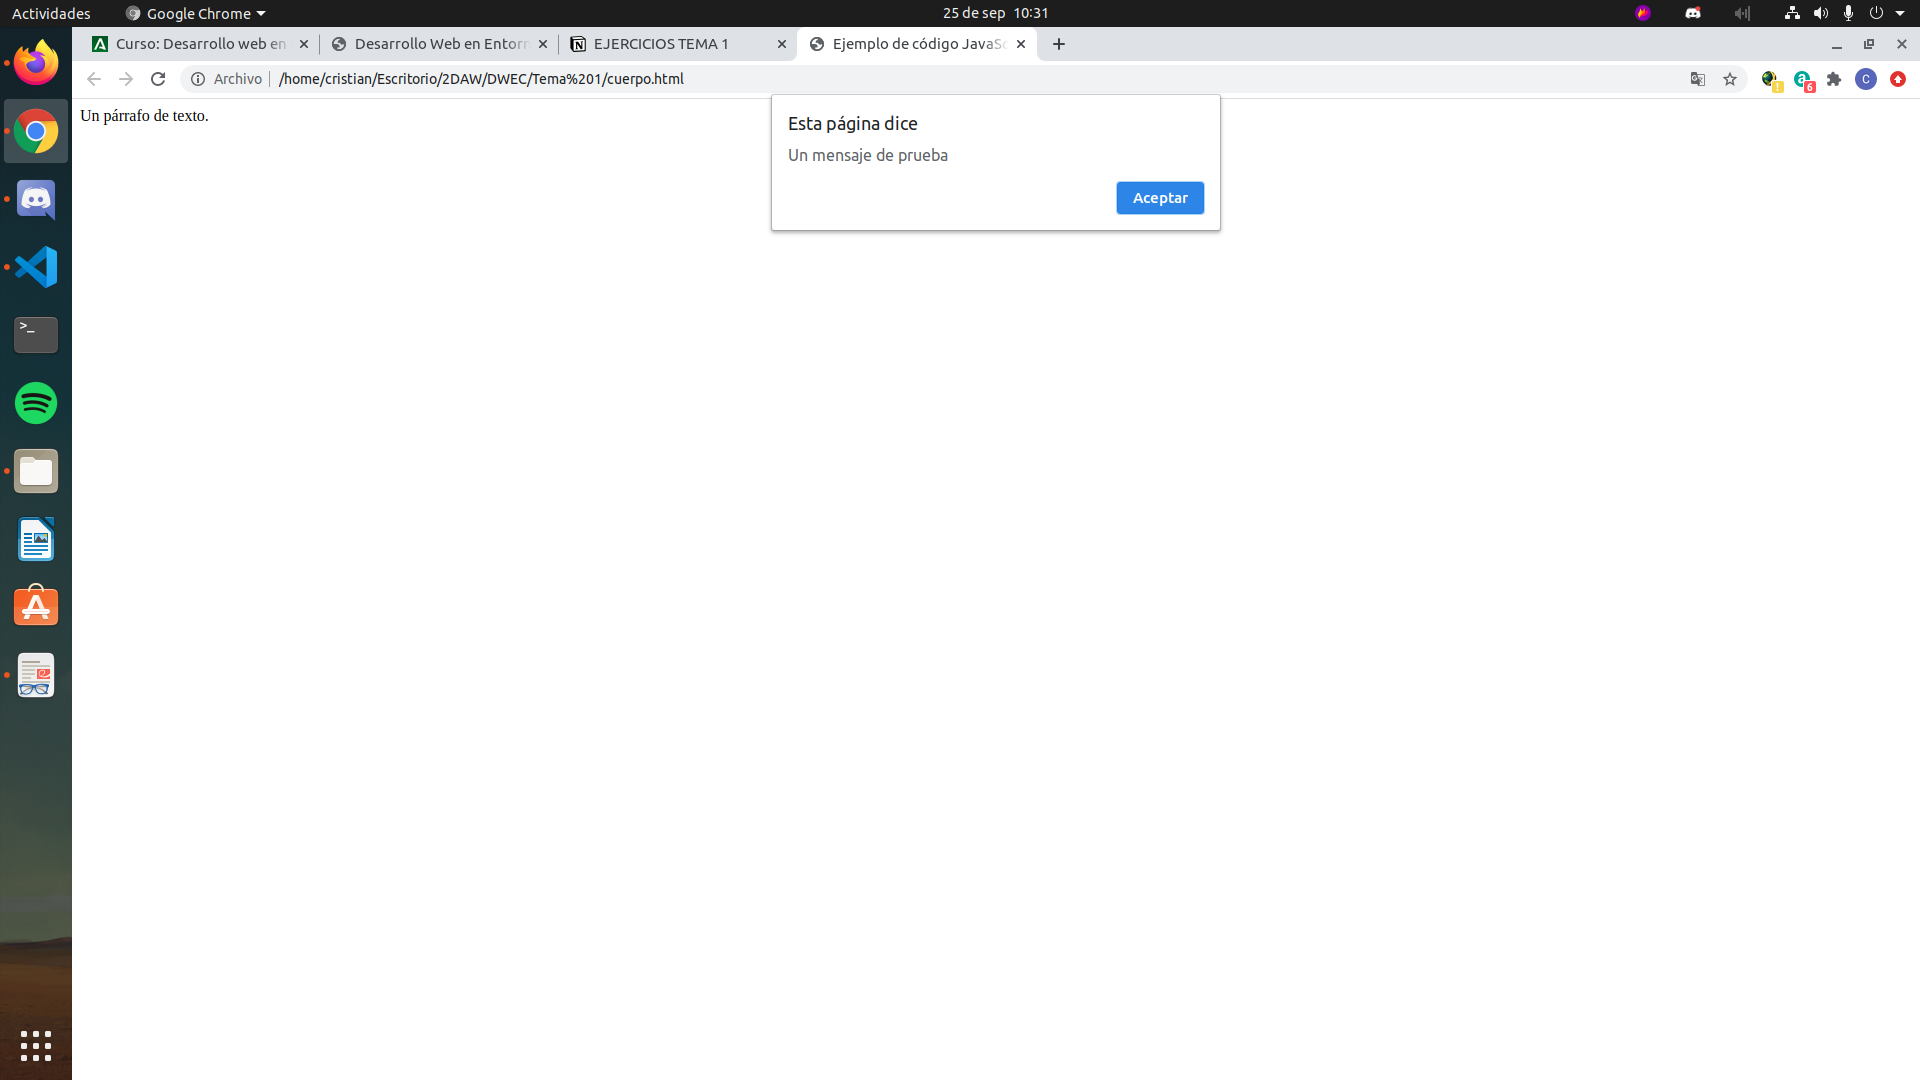 Actividades
Google Chrome
25 de sep 10:31
Curso: Desarrollo web en
Desarrollo Web en Entorn
EJERCICIOS TEMA 1
Ejemplo de código JavaSc
Archivo
/home/cristian/Escritorio/2DAW/DWEC/Tema%201/cuerpo.html
6
C
Un párrafo de texto.
Esta página dice
Un mensaje de prueba
Aceptar
>_